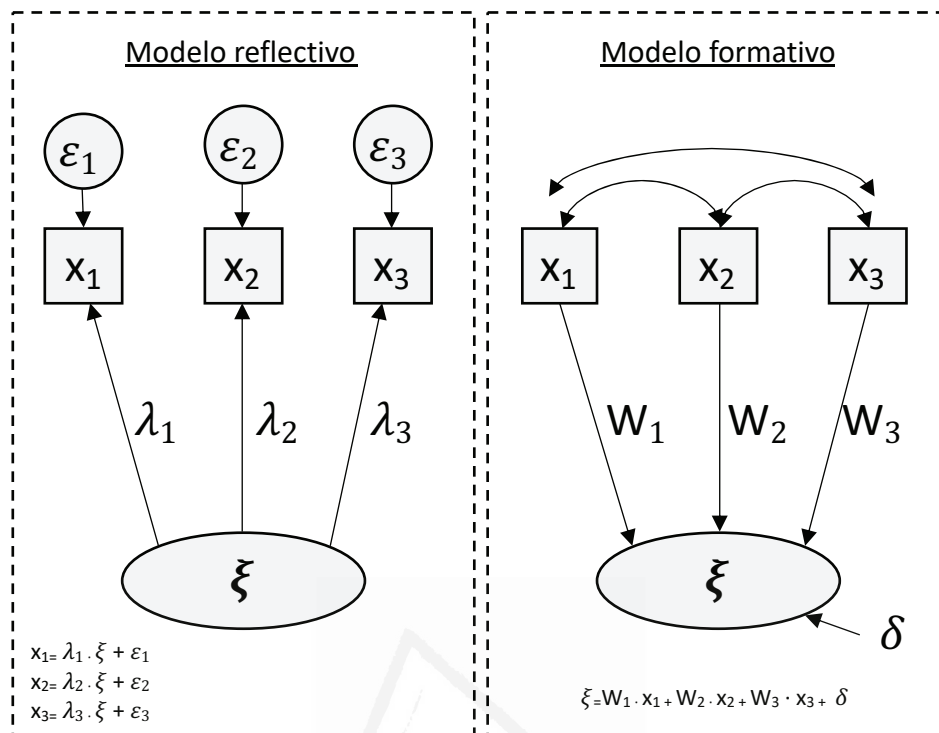 Modelo reflectivo
ε1 ε2 ε3
x1 x2 x3
λ1 λ2 λ3
ξ
x1= λ1 . ξ + ε1
x2= λ2 . ξ + ε2
x3= λ3 . ξ + ε3
Modelo formativo
x1 x2 x3
W1 W2 W3
ξ
δ
ξ=W1 . x1 + W2 . x2 + W3 · x3 + δ